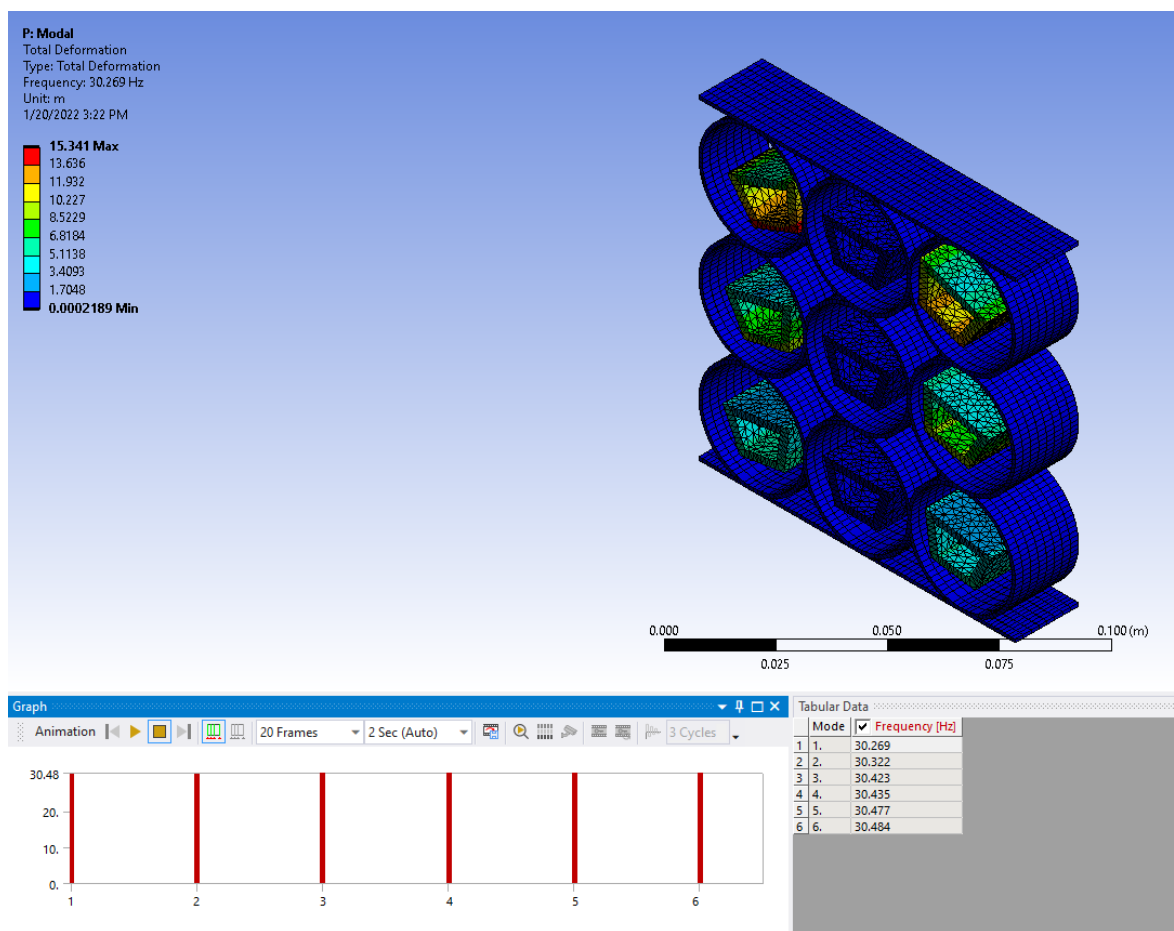 P: Modal
Total Deformation
Type: Total Deformation
Frequency: 30.269 Hz
Unit: m
1/20/2022 3:22 PM
15.341 Max
13.636
11.932
10.227
8.5229
6.8184
5.1138
3.4093
1.7048
0.0002189 Min
0.000 0.050 0.100 (m)
0.025 0.075
Graph
Animation 20 Frames 2 Sec (Auto) 3 Cycles
30.48
20.
10.
0.
1 2 3 4 5 6
Tabular Data
Mode Frequency [Hz]
1 1. 30.269
2 2. 30.322
3 3. 30.423
4 4. 30.435
5 5. 30.477
6 6. 30.484